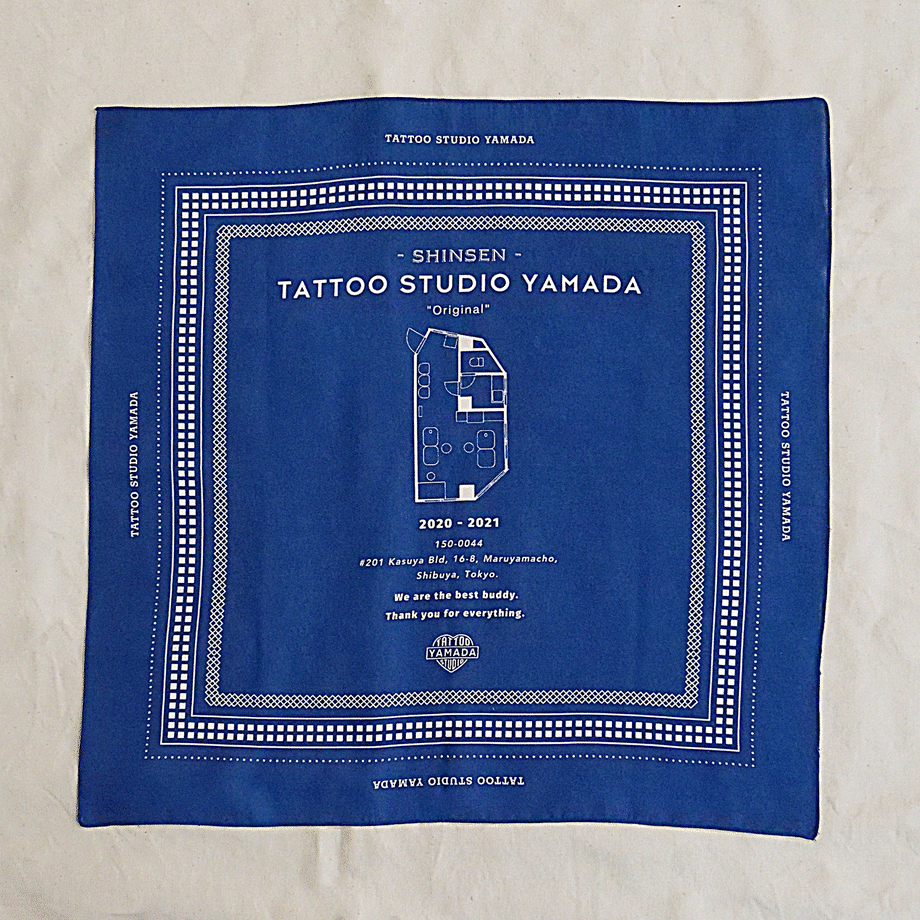 TATTOO STUDIO YAMADA
- SHINSEN -
TATTOO STUDIO YAMADA
"Original"
2020 - 2021
150-0044
#201 Kasuya Bld, 16-8, Maruyamacho,
Shibuya, Tokyo.
We are the best buddy.
Thank you for everything.
TATTOO
YAMADA
STUDIO
TATTOO STUDIO YAMADA
TATTOO STUDIO YAMADA
TATTOO STUDIO YAMADA